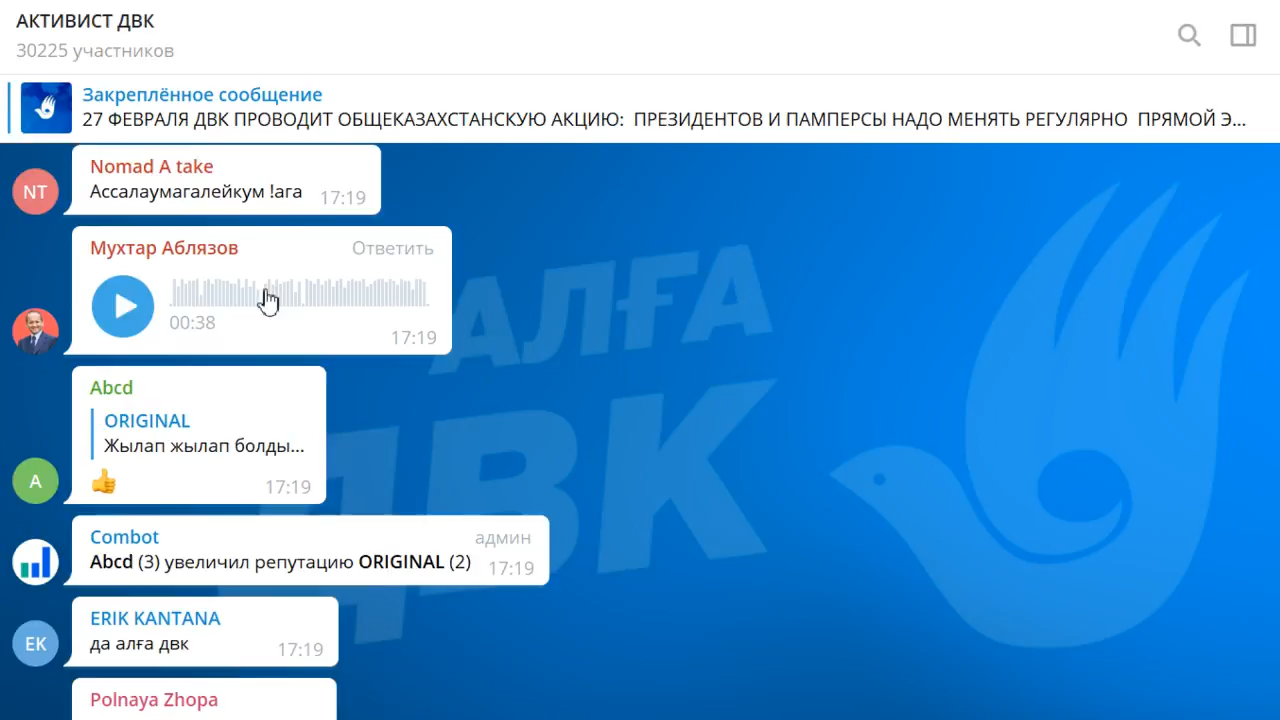 АКТИВИСТ ДВК
30225 участников
Закреплённое сообщение
27 ФЕВРАЛЯ ДВК ПРОВОДИТ ОБЩЕКАЗАХСТАНСКУЮ АКЦИЮ: ПРЕЗИДЕНТОВ И ПАМПЕРСЫ НАДО МЕНЯТЬ РЕГУЛЯРНО ПРЯМОЙ Э...
NT
Nomad A take
Ассалаумагалейкум !ага 17:19
Мухтар Аблязов Ответить
00:38
17:19
Abcd
ORIGINAL
Жылап жылап болды...
A
17:19
Combot админ
Abcd (3) увеличил репутацию ORIGINAL (2) 17:19
EK
ERIK KANTANA
да алға двк 17:19
Polnaya Zhopa
АЛҒА
ДВК